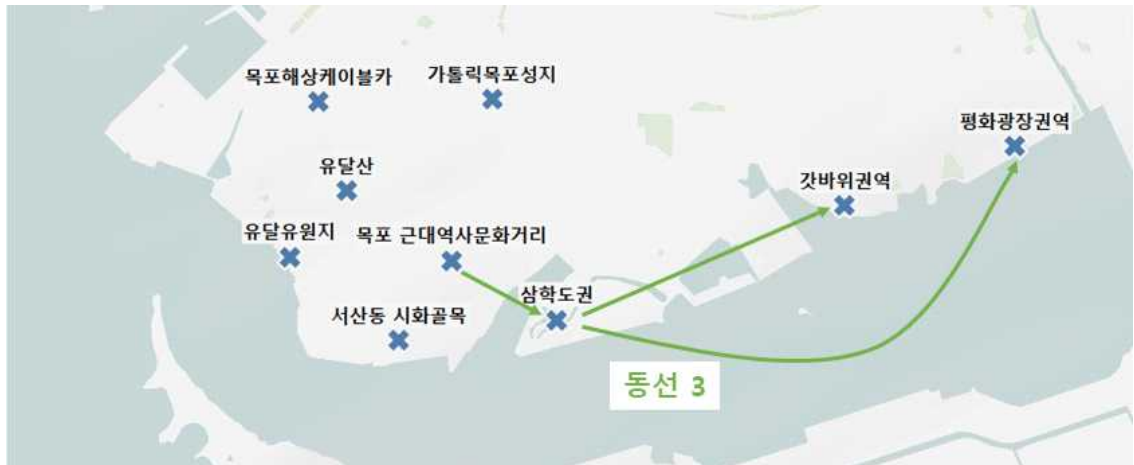 목포해상케이블카
가톨릭목포성지
평화광장권역
유달산
갓바위권역
유달유원지
목포 근대역사문화거리
삼학도권
서산동 시화골목
동선 3